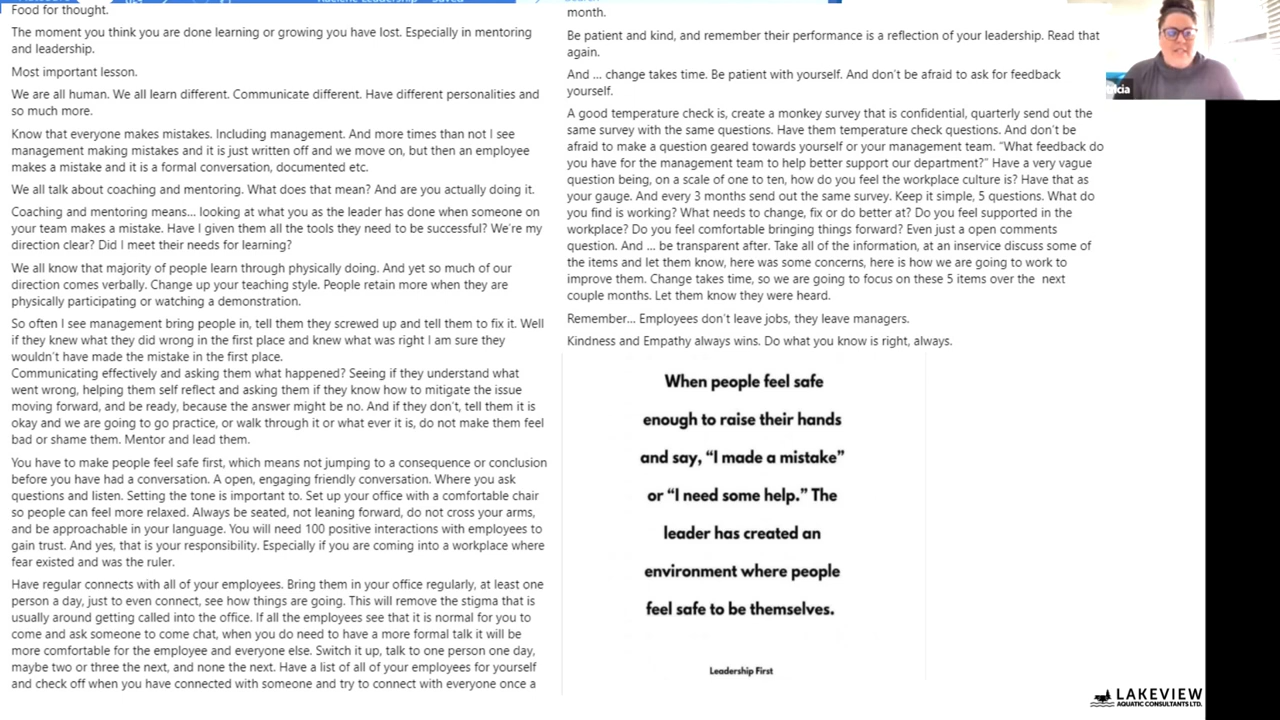 Food for thought.
The moment you think you are done learning or growing you have lost. Especially in mentoring
and leadership.
Most important lesson.
We are all human. We all learn different. Communicate different. Have different personalities and
so much more.
Know that everyone makes mistakes. Including management. And more times than not I see
management making mistakes and it is just written off and we move on, but then an employee
makes a mistake and it is a formal conversation, documented etc.
We all talk about coaching and mentoring. What does that mean? And are you actually doing it.
Coaching and mentoring means... looking at what you as the leader has done when someone on
your team makes a mistake. Have I given them all the tools they need to be successful? We're my
direction clear? Did I meet their needs for learning?
We all know that majority of people learn through physically doing. And yet so much of our
direction comes verbally. Change up your teaching style. People retain more when they are
physically participating or watching a demonstration.
So often I see management bring people in, tell them they screwed up and tell them to fix it. Well
if they knew what they did wrong in the first place and knew what was right I am sure they
wouldn't have made the mistake in the first place.
Communicating effectively and asking them what happened? Seeing if they understand what
went wrong, helping them self reflect and asking them if they know how to mitigate the issue
moving forward, and be ready, because the answer might be no. And if they don't, tell them it is
okay and we are going to go practice, or walk through it or what ever it is, do not make them feel
bad or shame them. Mentor and lead them.
You have to make people feel safe first, which means not jumping to a consequence or conclusion
before you have had a conversation. A open, engaging friendly conversation. Where you ask
questions and listen. Setting the tone is important to. Set up your office with a comfortable chair
so people can feel more relaxed. Always be seated, not leaning forward, do not cross your arms,
and be approachable in your language. You will need 100 positive interactions with employees to
gain trust. And yes, that is your responsibility. Especially if you are coming into a workplace where
fear existed and was the ruler.
Have regular connects with all of your employees. Bring them in your office regularly, at least one
person a day, just to even connect, see how things are going. This will remove the stigma that is
usually around getting called into the office. If all the employees see that it is normal for you to
come and ask someone to come chat, when you do need to have a more formal talk it will be
more comfortable for the employee and everyone else. Switch it up, talk to one person one day,
maybe two or three the next, and none the next. Have a list of all of your employees for yourself
and check off when you have connected with someone and try to connect with everyone once a
month.
Be patient and kind, and remember their performance is a reflection of your leadership. Read that
again.
And ... change takes time. Be patient with yourself. And don't be afraid to ask for feedback
yourself.
A good temperature check is, create a monkey survey that is confidential, quarterly send out the
same survey with the same questions. Have them temperature check questions. And don't be
afraid to make a question geared towards yourself or your management team. "What feedback do
you have for the management team to help better support our department?" Have a very vague
question being, on a scale of one to ten, how do you feel the workplace culture is? Have that as
your gauge. And every 3 months send out the same survey. Keep it simple, 5 questions. What do
you find is working? What needs to change, fix or do better at? Do you feel supported in the
workplace? Do you feel comfortable bringing things forward? Even just a open comments
question. And ... be transparent after. Take all of the information, at an inservice discuss some of
the items and let them know, here was some concerns, here is how we are going to work to
improve them. Change takes time, so we are going to focus on these 5 items over the next
couple months. Let them know they were heard.
Remember... Employees don't leave jobs, they leave managers.
Kindness and Empathy always wins. Do what you know is right, always.
When people feel safe
enough to raise their hands
and say, "I made a mistake"
or "I need some help." The
leader has created an
environment where people
feel safe to be themselves.
Leadership First
LAKEVIEW
AQUATIC CONSULTANTS LTD.